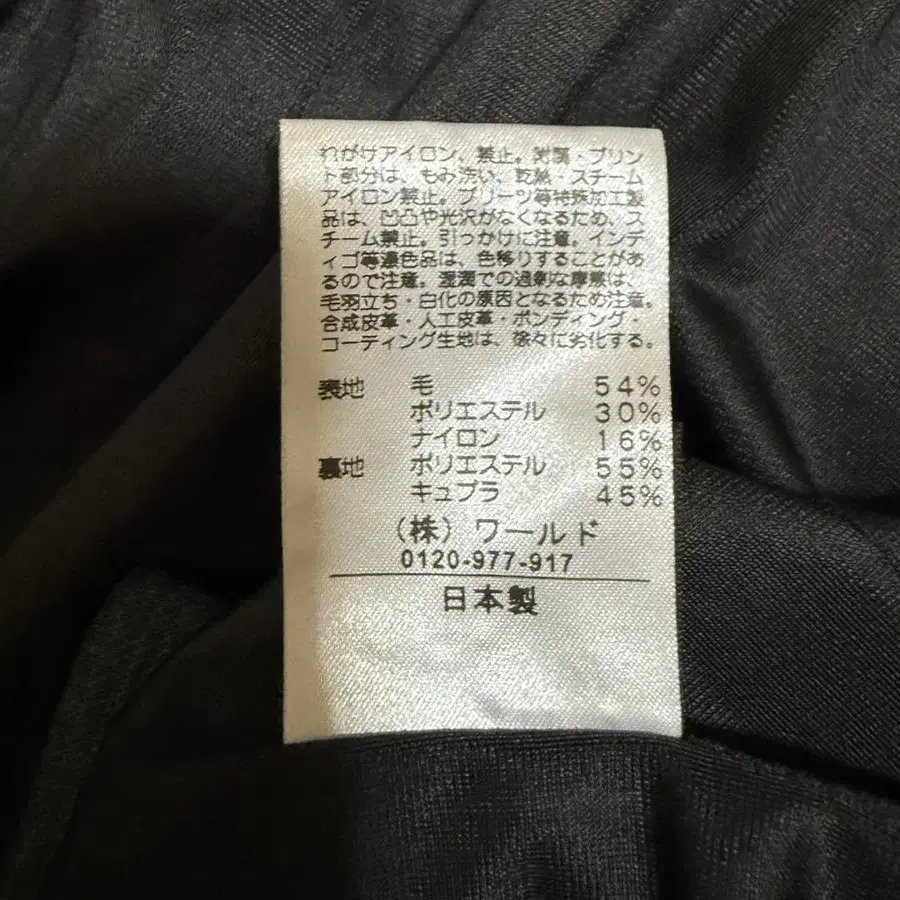 れがけアイロン、禁止。刺繍・プリン
ト部分は、もみ洗い、乾燥・スチーム
アイロン禁止。プリーツ等特殊加工製
品は、凹凸や光沢がなくなるため、ス
チーム禁止。引っかけに注意。インデ
ィゴ等濃色品は、色移りすることがあ
るので注意。湿潤での過剰な摩擦は、
毛羽立ち・白化の原因となるため注意。
合成皮革・人工皮革・ボンディング・
コーティング生地は、徐々に劣化する。
表地 毛 54%
ポリエステル 30%
ナイロン 16%
裏地 ポリエステル 55%
キュプラ 45%
(株)ワールド
0120-977-917
日本製